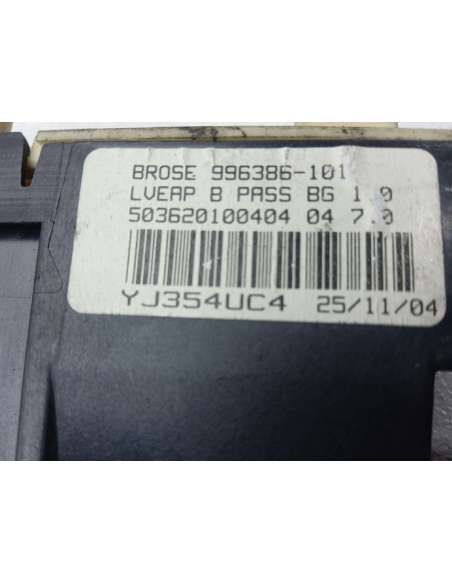 BROSE 996386-101
LVEAP B PASS BG 1.0
503620100404 04 7.0
YJ354UC4 25/11/04